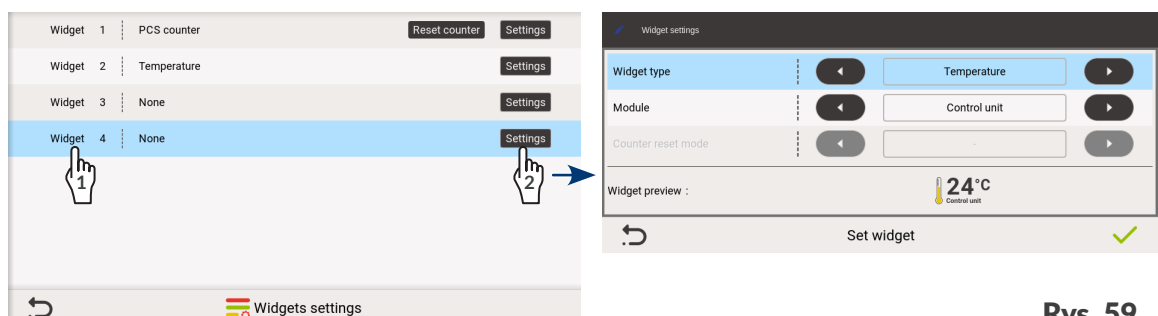 Widget 1 PCS counter Reset counter Settings
Widget 2 Temperature Settings
Widget 3 None Settings
Widget 4 None Settings
1
2
Widgets settings
Widget settings
Widget type Temperature
Module Control unit
Counter reset mode -
Widget preview : 24°C
Control unit
Set widget
Rys. 59